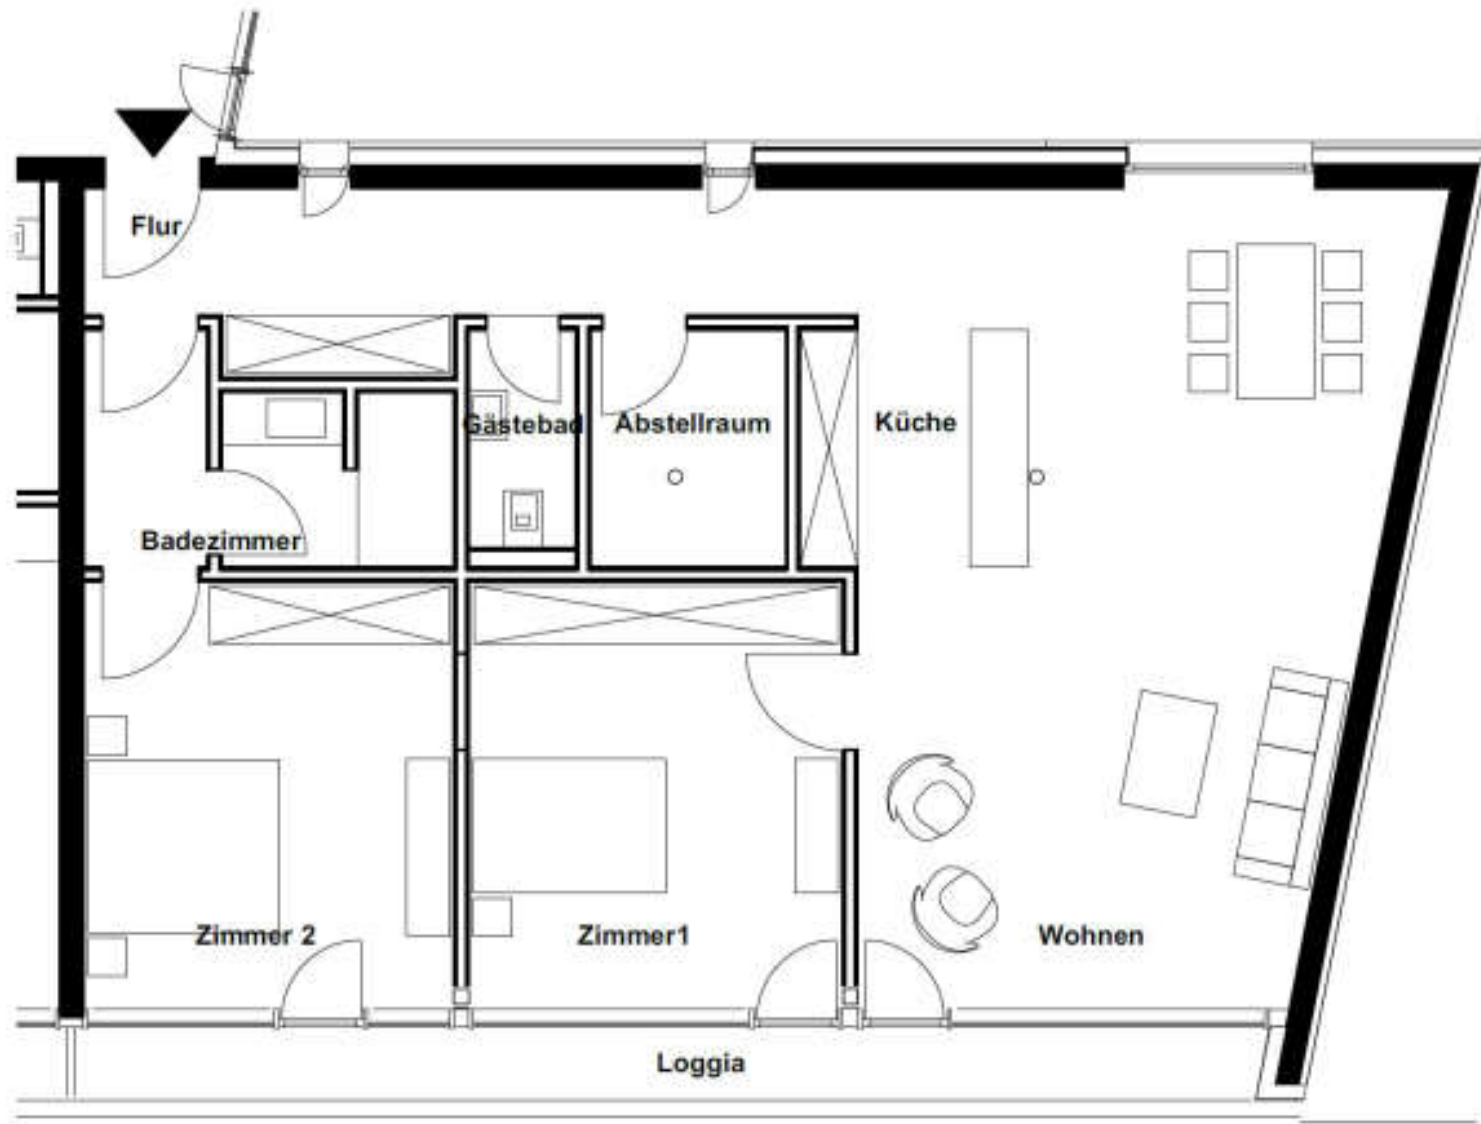 Flur
Gästebad
Abstellraum
Küche
Badezimmer
Zimmer 2
Zimmer1
Wohnen
Loggia